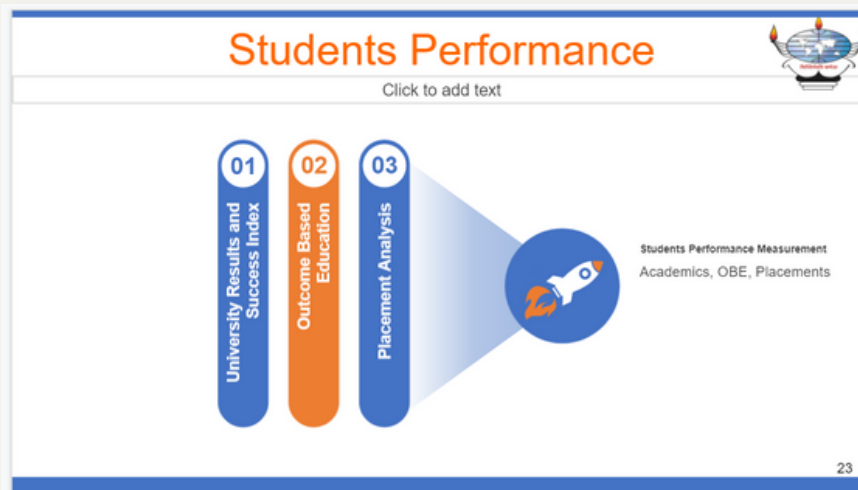 Students Performance
Click to add text
01
University Results and
Success Index
02
Outcome Based
Education
03
Placement Analysis
Students Performance Measurement
Academics, OBE, Placements
23